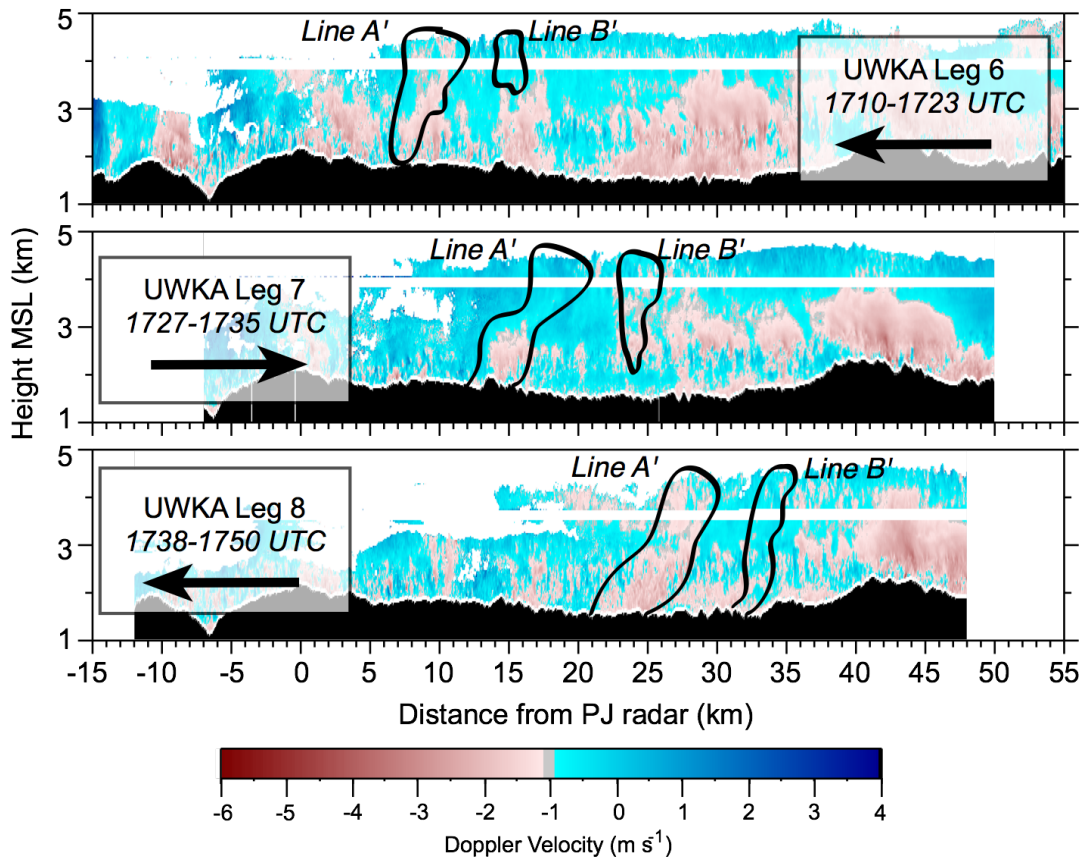 Line A' Line B'
5
3
1
UWKA Leg 6
1710-1723 UTC
Line A' Line B'
5
3
1
UWKA Leg 7
1727-1735 UTC
Height MSL (km)
Line A' Line B'
5
3
1
UWKA Leg 8
1738-1750 UTC
-15 -10 -5 0 5 10 15 20 25 30 35 40 45 50 55
Distance from PJ radar (km)
-6 -5 -4 -3 -2 -1 0 1 2 3 4
Doppler Velocity (m s-1)